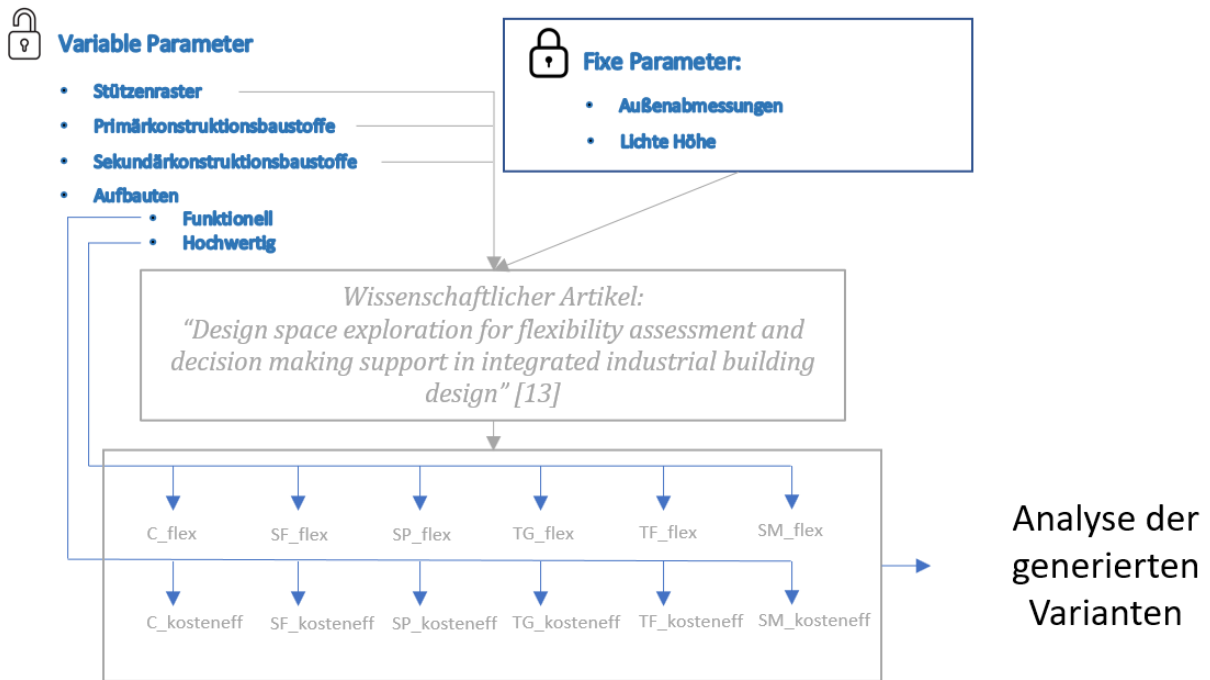 Variable Parameter
• Stützenraster
• Primärkonstruktionsbaustoffe
• Sekundärkonstruktionsbaustoffe
• Aufbauten
• Funktionell
• Hochwertig
Fixe Parameter:
• Außenabmessungen
• Lichte Höhe
Wissenschaftlicher Artikel:
“Design space exploration for flexibility assessment and
decision making support in integrated industrial building
design” [13]
C_flex SF_flex SP_flex TG_flex TF_flex SM_flex
C_kosteneff SF_kosteneff SP_kosteneff TG_kosteneff TF_kosteneff SM_kosteneff
Analyse der
generierten
Varianten